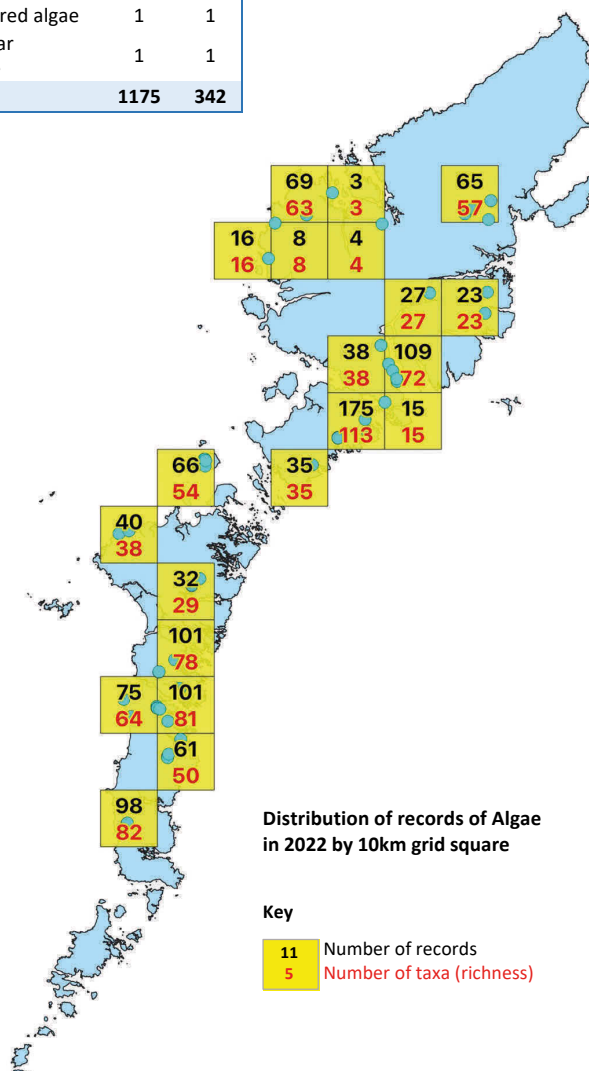 red algae 1 1
ar
1 1
1175 342
69 3 65
63 3 57
16 8 4
16 8 4
27 23
27 23
38 109
38 72
175 15
113 15
66 35
54 35
40
38
32
29
101
78
75 101
64 81
61
50
98
82
Distribution of records of Algae
in 2022 by 10km grid square
Key
11 Number of records
5 Number of taxa (richness)